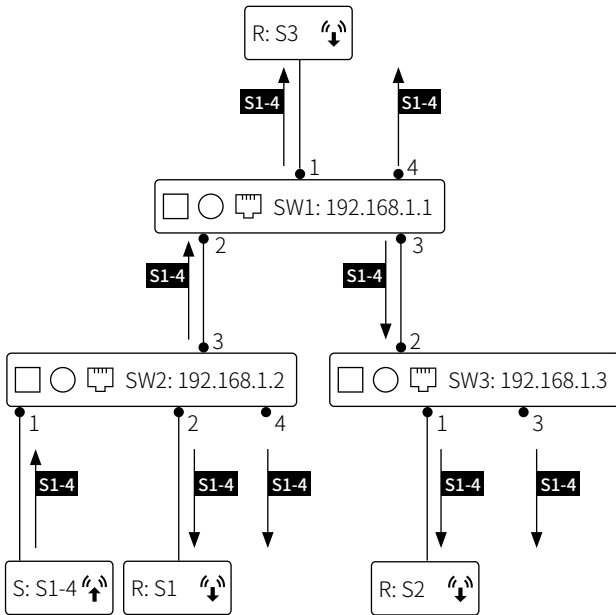 R: S3
S1-4 S1-4
1 4
SW1: 192.168.1.1
2 3
S1-4 S1-4
3 2
SW2: 192.168.1.2 SW3: 192.168.1.3
1 2 4 1 3
S1-4 S1-4 S1-4 S1-4 S1-4
S: S1-4 R: S1 R: S2